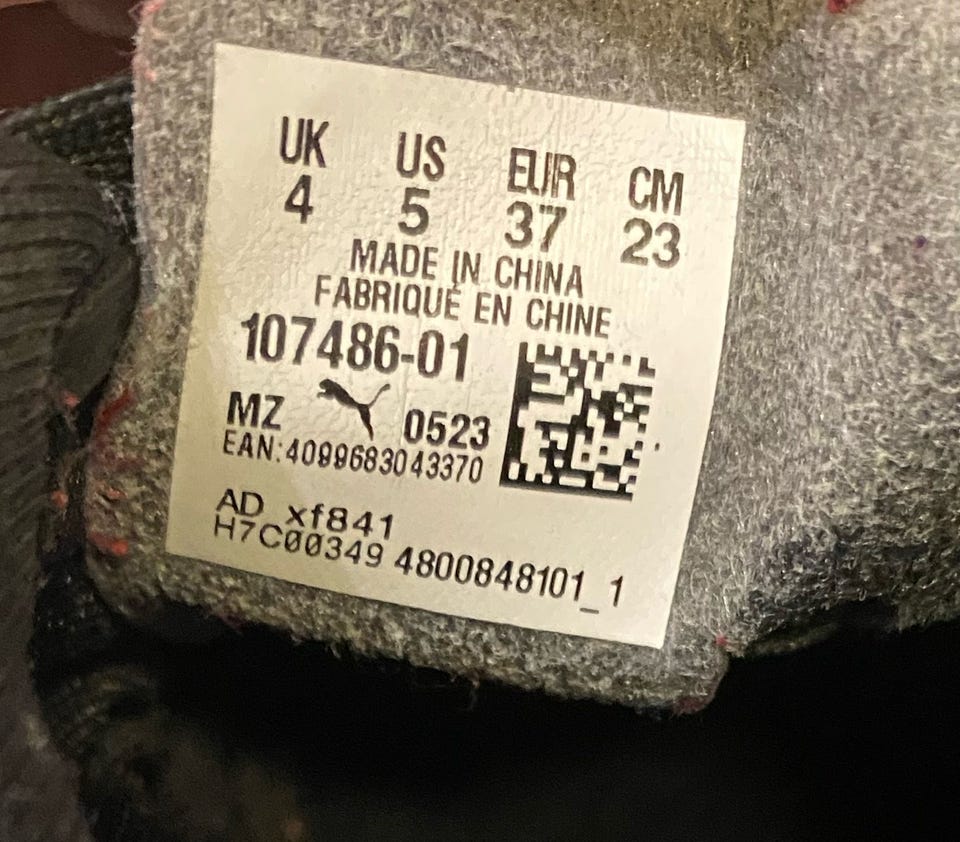 UK US EUR CM
4 5 37 23
MADE IN CHINA
FABRIQUÉ EN CHINE
107486-01
MZ 0523
EAN:4099683043370
AD xf841
H7C00349 4800848101_1